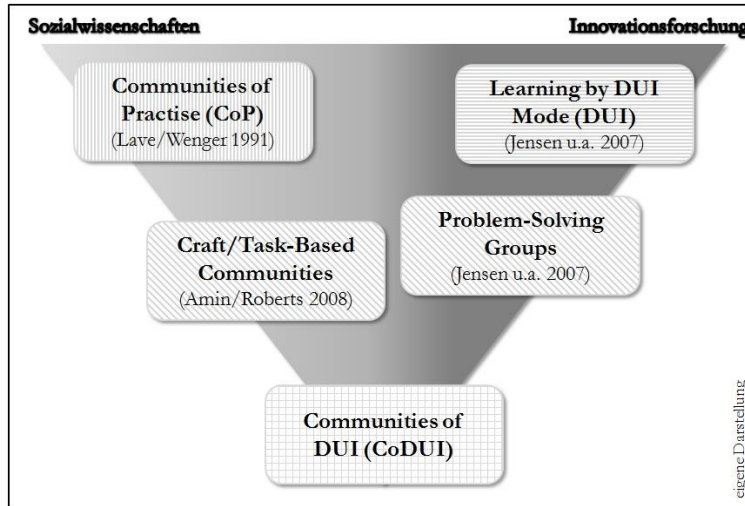 Sozialwissenschaften
Innovationsforschung
Communities of
Practise (CoP)
(Lave/Wenger 1991)
Learning by DUI
Mode (DUI)
(Jensen u.a. 2007)
Craft/Task-Based
Communities
(Amin/Roberts 2008)
Problem-Solving
Groups
(Jensen u.a. 2007)
Communities of
DUI (CoDUI)
eigene Darstellung